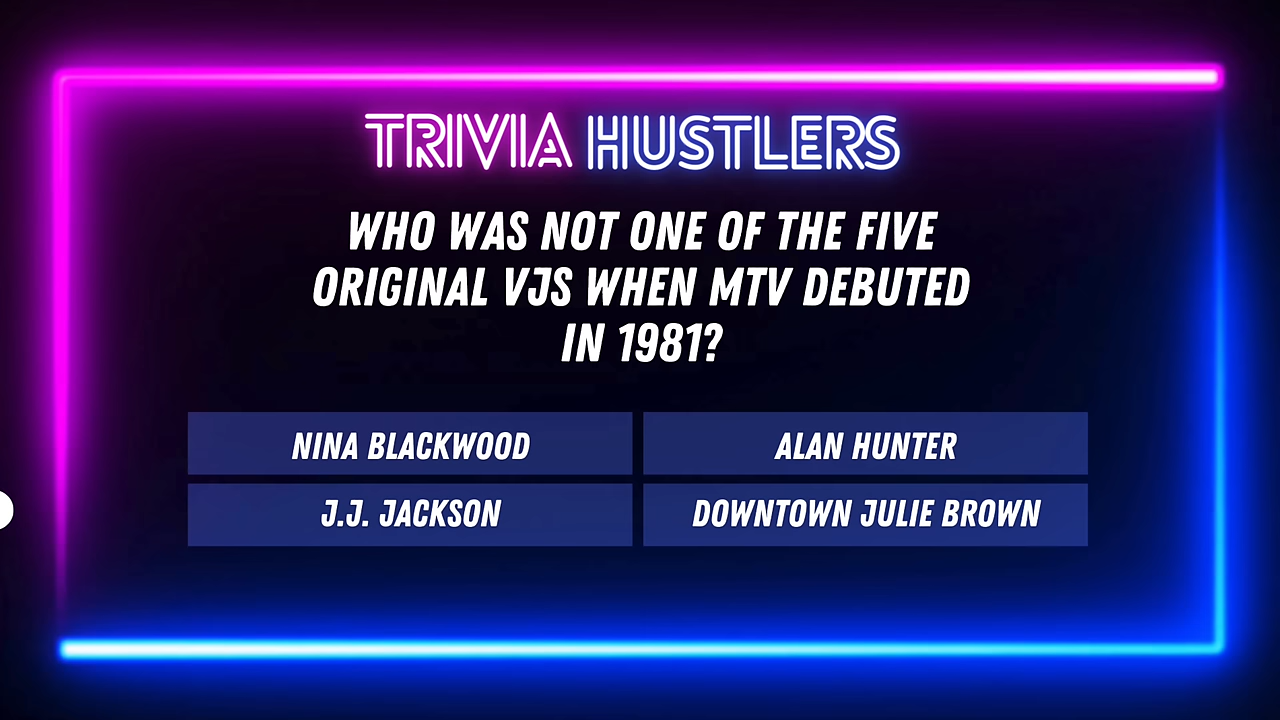 TRIVIA HUSTLERS
WHO WAS NOT ONE OF THE FIVE
ORIGINAL VJS WHEN MTV DEBUTED
IN 1981?
NINA BLACKWOOD
ALAN HUNTER
J.J. JACKSON
DOWNTOWN JULIE BROWN